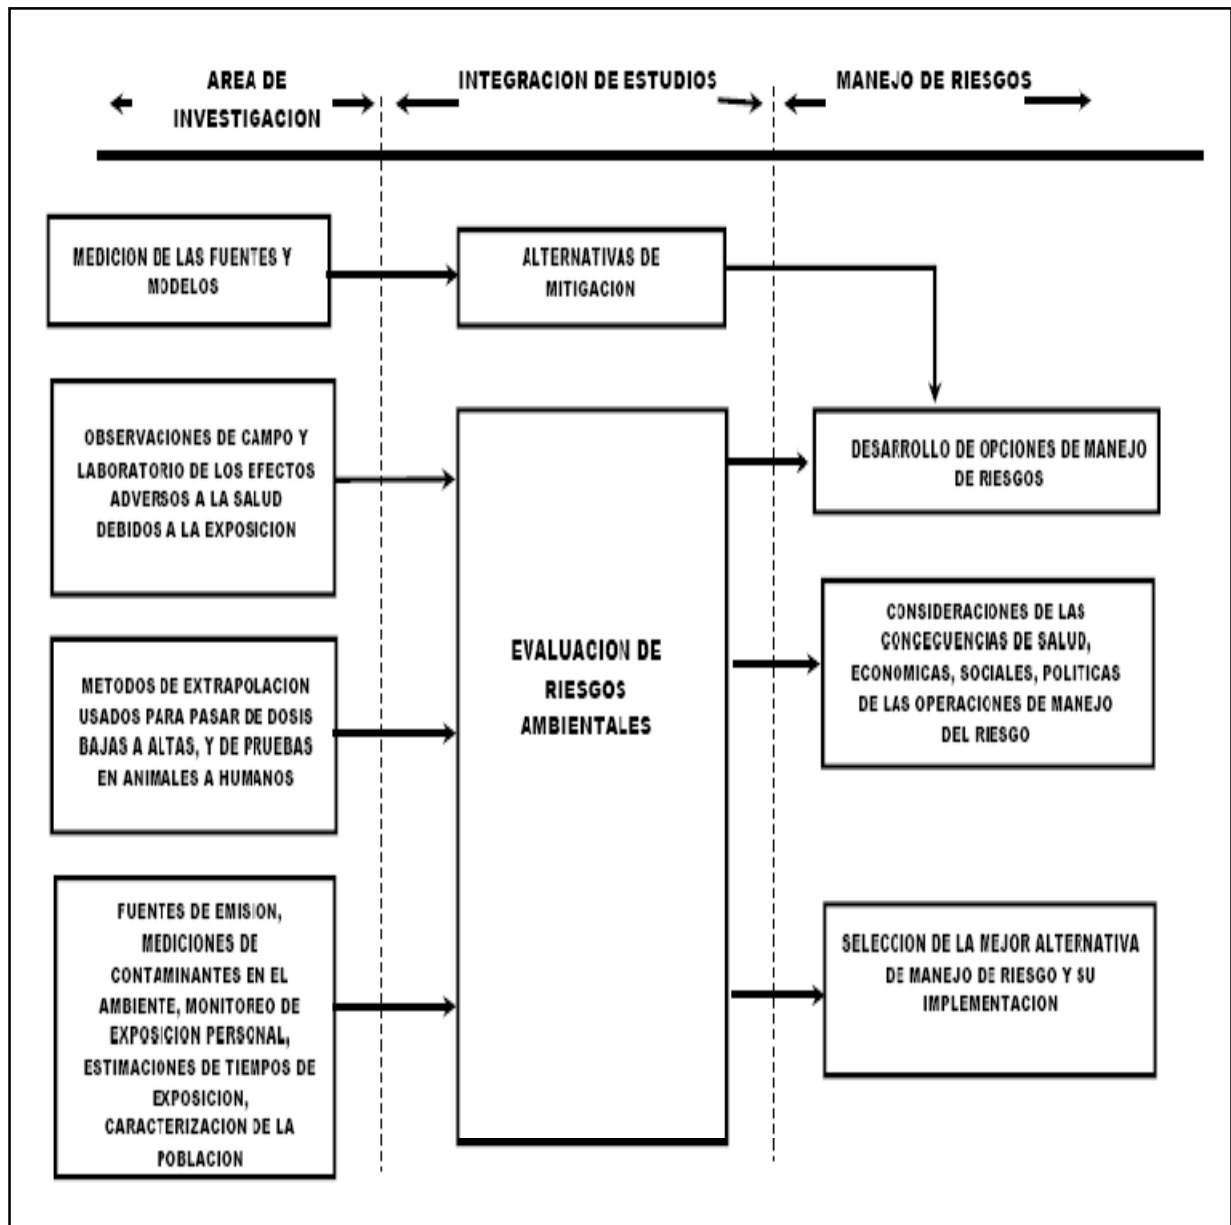 AREA DE
INVESTIGACION
INTEGRACION DE ESTUDIOS
MANEJO DE RIESGOS
MEDICION DE LAS FUENTES Y
MODELOS
ALTERNATIVAS DE
MITIGACION
OBSERVACIONES DE CAMPO Y
LABORATORIO DE LOS EFECTOS
ADVERSOS A LA SALUD
DEBIDOS A LA EXPOSICION
DESARROLLO DE OPCIONES DE MANEJO
DE RIESGOS
METODOS DE EXTRAPOLACION
USADOS PARA PASAR DE DOSIS
BAJAS A ALTAS, Y DE PRUEBAS
EN ANIMALES A HUMANOS
EVALUACION DE
RIESGOS
AMBIENTALES
CONSIDERACIONES DE LAS
CONCECUENCIAS DE SALUD,
ECONOMICAS, SOCIALES, POLITICAS
DE LAS OPERACIONES DE MANEJO
DEL RIESGO
FUENTES DE EMISION,
MEDICIONES DE
CONTAMINANTES EN EL
AMBIENTE, MONITOREO DE
EXPOSICION PERSONAL,
ESTIMACIONES DE TIEMPOS DE
EXPOSICION,
CARACTERIZACION DE LA
POBLACION
SELECCION DE LA MEJOR ALTERNATIVA
DE MANEJO DE RIESGO Y SU
IMPLEMENTACION